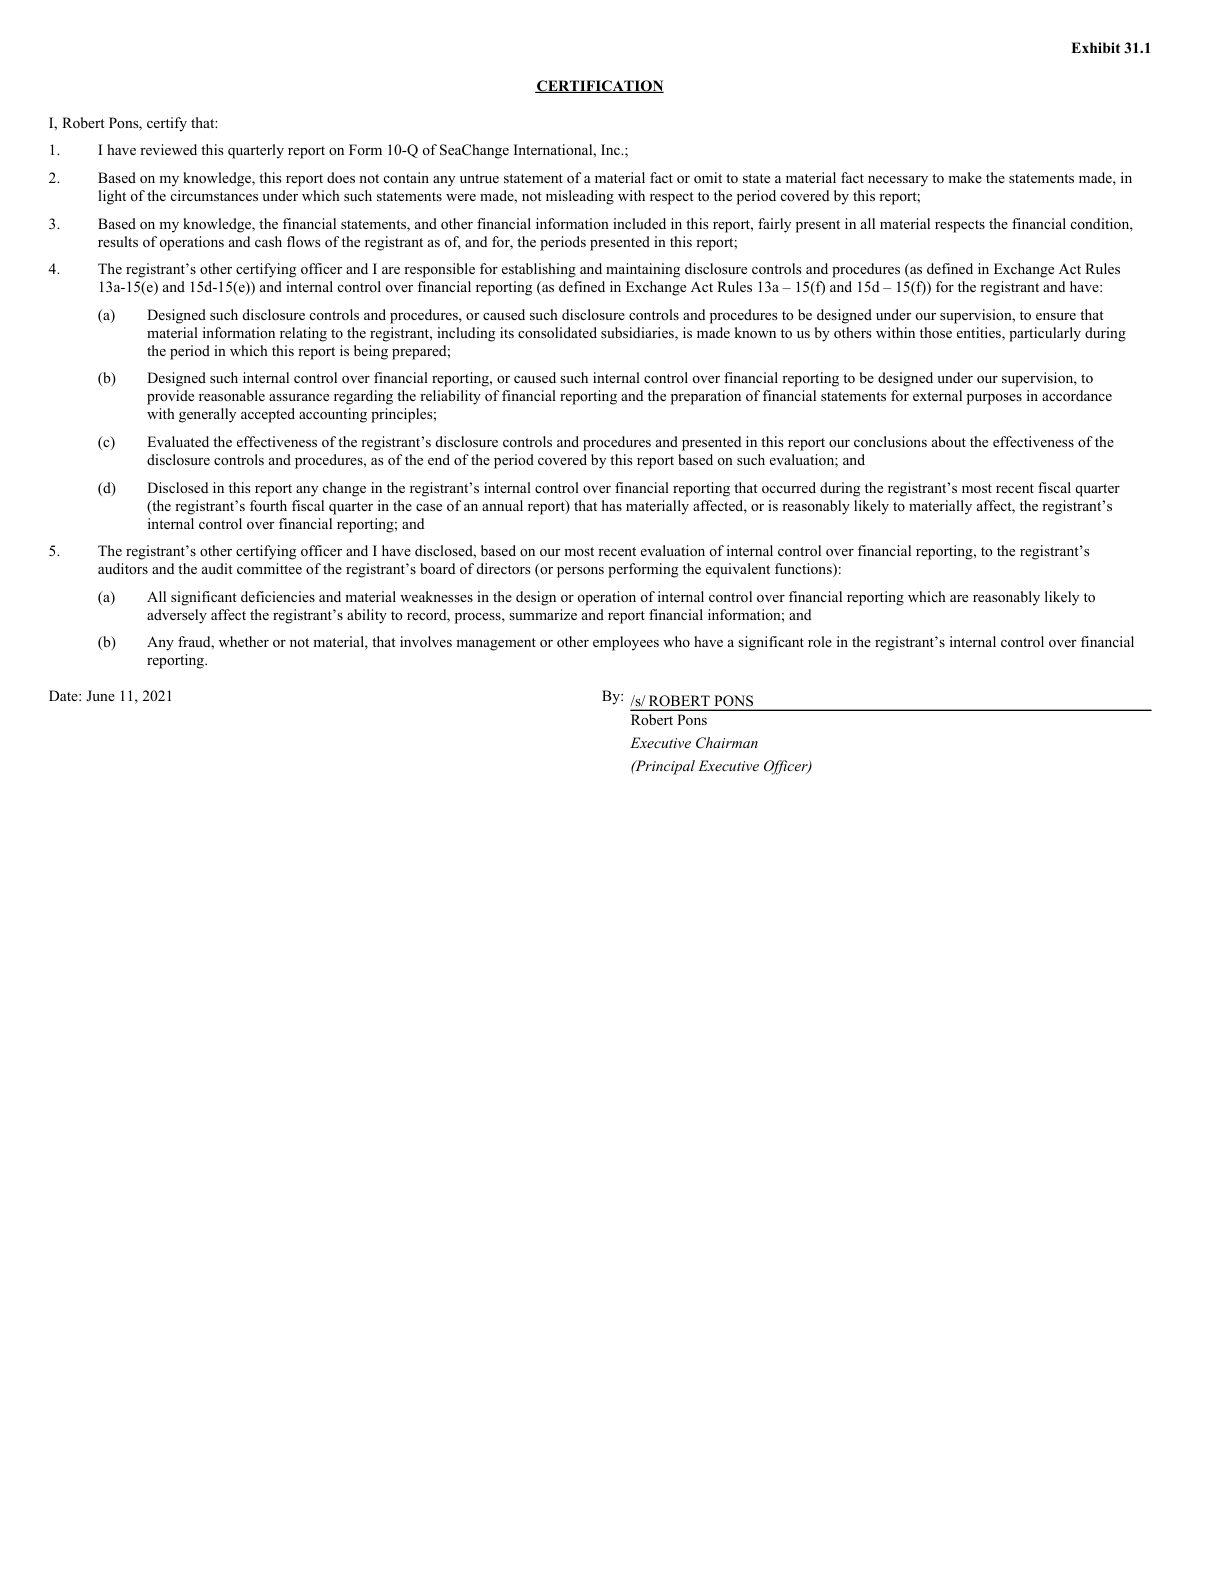 Exhibit 31.1
CERTIFICATION
I, Robert Pons, certify that:
1. I have reviewed this quarterly report on Form 10-Q of SeaChange International, Inc.;
2. Based on my knowledge, this report does not contain any untrue statement of a material fact or omit to state a material fact necessary to make the statements made, in
light of the circumstances under which such statements were made, not misleading with respect to the period covered by this report;
3. Based on my knowledge, the financial statements, and other financial information included in this report, fairly present in all material respects the financial condition,
results of operations and cash flows of the registrant as of, and for, the periods presented in this report;
4. The registrant’s other certifying officer and I are responsible for establishing and maintaining disclosure controls and procedures (as defined in Exchange Act Rules
13a-15(e) and 15d-15(e)) and internal control over financial reporting (as defined in Exchange Act Rules 13a – 15(f) and 15d – 15(f)) for the registrant and have:
(a) Designed such disclosure controls and procedures, or caused such disclosure controls and procedures to be designed under our supervision, to ensure that
material information relating to the registrant, including its consolidated subsidiaries, is made known to us by others within those entities, particularly during
the period in which this report is being prepared;
(b) Designed such internal control over financial reporting, or caused such internal control over financial reporting to be designed under our supervision, to
provide reasonable assurance regarding the reliability of financial reporting and the preparation of financial statements for external purposes in accordance
with generally accepted accounting principles;
(c) Evaluated the effectiveness of the registrant’s disclosure controls and procedures and presented in this report our conclusions about the effectiveness of the
disclosure controls and procedures, as of the end of the period covered by this report based on such evaluation; and
(d) Disclosed in this report any change in the registrant’s internal control over financial reporting that occurred during the registrant’s most recent fiscal quarter
(the registrant’s fourth fiscal quarter in the case of an annual report) that has materially affected, or is reasonably likely to materially affect, the registrant’s
internal control over financial reporting; and
5. The registrant’s other certifying officer and I have disclosed, based on our most recent evaluation of internal control over financial reporting, to the registrant’s
auditors and the audit committee of the registrant’s board of directors (or persons performing the equivalent functions):
(a) All significant deficiencies and material weaknesses in the design or operation of internal control over financial reporting which are reasonably likely to
adversely affect the registrant’s ability to record, process, summarize and report financial information; and
(b) Any fraud, whether or not material, that involves management or other employees who have a significant role in the registrant’s internal control over financial
reporting.
Date: June 11, 2021 By: /s/ ROBERT PONS
Robert Pons
Executive Chairman
(Principal Executive Officer)